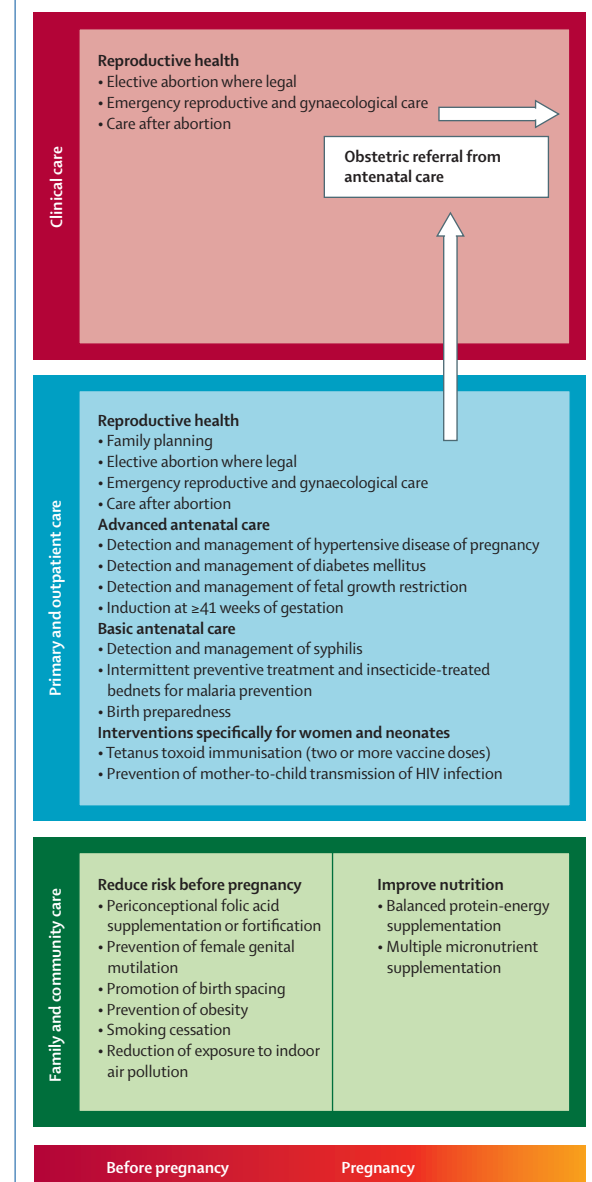 Clinical care
Reproductive health
• Elective abortion where legal
• Emergency reproductive and gynaecological care
• Care after abortion
Obstetric referral from
antenatal care
Primary and outpatient care
Reproductive health
• Family planning
• Elective abortion where legal
• Emergency reproductive and gynaecological care
• Care after abortion
Advanced antenatal care
• Detection and management of hypertensive disease of pregnancy
• Detection and management of diabetes mellitus
• Detection and management of fetal growth restriction
• Induction at ≥41 weeks of gestation
Basic antenatal care
• Detection and management of syphilis
• Intermittent preventive treatment and insecticide-treated
bednets for malaria prevention
• Birth preparedness
Interventions specifically for women and neonates
• Tetanus toxoid immunisation (two or more vaccine doses)
• Prevention of mother-to-child transmission of HIV infection
Family and community care
Reduce risk before pregnancy
• Periconceptional folic acid
supplementation or fortification
• Prevention of female genital
mutilation
• Promotion of birth spacing
• Prevention of obesity
• Smoking cessation
• Reduction of exposure to indoor
air pollution
Improve nutrition
• Balanced protein-energy
supplementation
• Multiple micronutrient
supplementation
Before pregnancy
Pregnancy